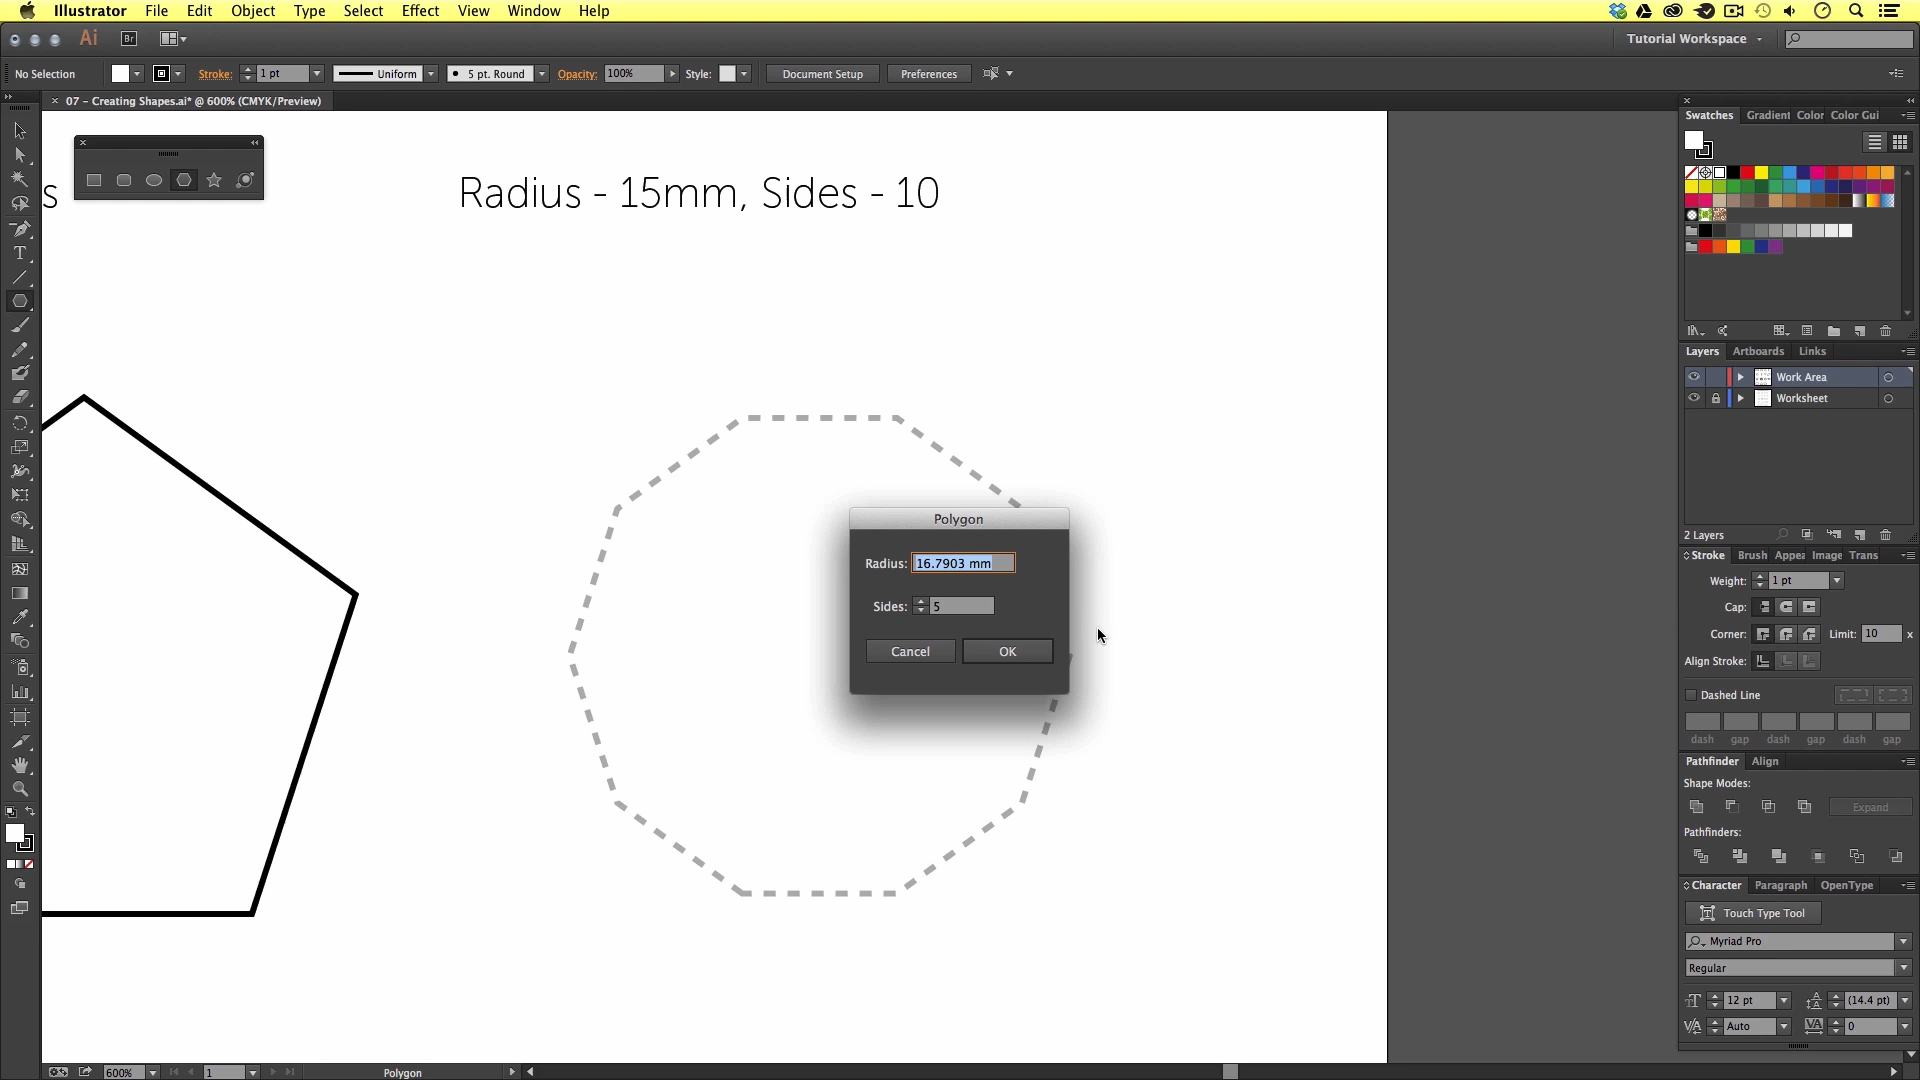 Illustrator File Edit Object Type Select Effect View Window Help
Ai Br Tutorial Workspace
No Selection Stroke: 1 pt Uniform 5 pt. Round Opacity: 100% Style: Document Setup Preferences
07 - Creating Shapes.ai* @ 600% (CMYK/Preview)
s
Radius - 15mm, Sides - 10
Polygon
Radius: 16.7903 mm
Sides: 5
Cancel OK
Swatches Gradient Color Color Gui
Layers Artboards Links
Work Area
Worksheet
2 Layers
Stroke Brush Appea Image Trans
Weight: 1 pt
Cap:
Corner: Limit: 10 x
Align Stroke:
Dashed Line
dash gap dash gap dash gap
Pathfinder Align
Shape Modes:
Expand
Pathfinders:
Character Paragraph OpenType
Touch Type Tool
Myriad Pro
Regular
12 pt (14.4 pt)
Auto 0
600% 1 Polygon